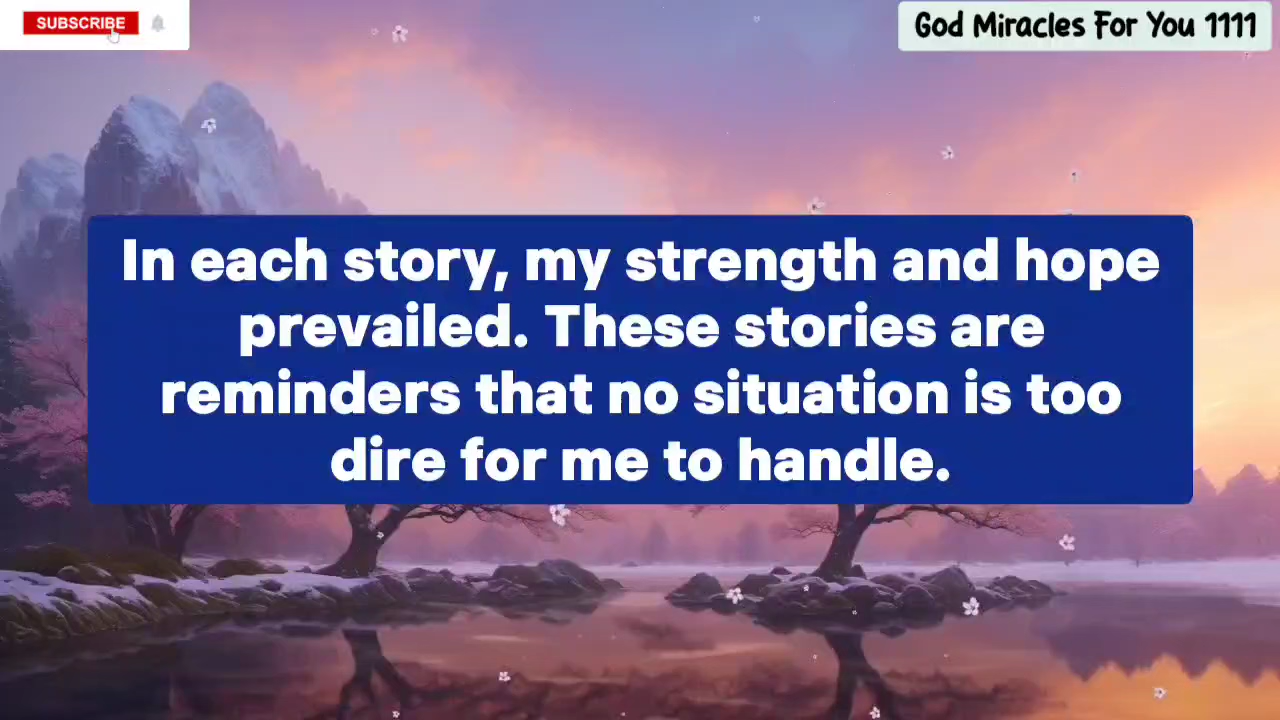 SUBSCRIBE
God Miracles For You 1111
In each story, my strength and hope
prevailed. These stories are
reminders that no situation is too
dire for me to handle.